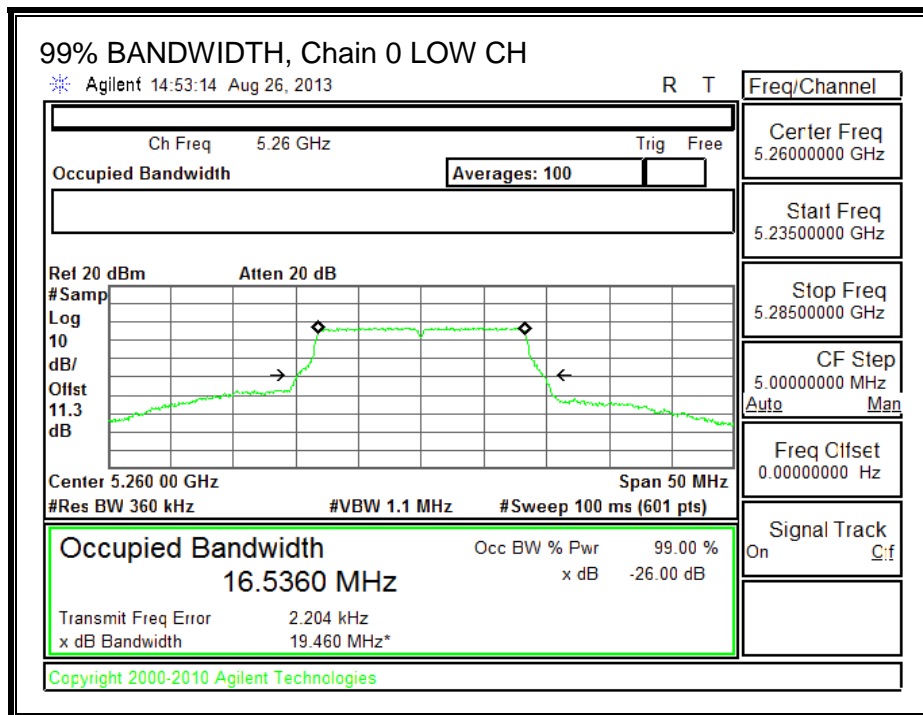 99% BANDWIDTH, Chain 0 LOW CH
Agilent 14:53:14 Aug 26, 2013 R T
Freq/Channel
Ch Freq 5.26 GHz Trig Free
Occupied Bandwidth Averages: 100
Center Freq
5.26000000 GHz
Start Freq
5.23500000 GHz
Stop Freq
5.28500000 GHz
CF Step
5.00000000 MHz
Auto Man
Freq Offset
0.00000000 Hz
Signal Track
On Off
Ref 20 dBm Atten 20 dB
#Samp
Log
10
dB/
Offst
11.3
dB
Center 5.260 00 GHz Span 50 MHz
#Res BW 360 kHz #VBW 1.1 MHz #Sweep 100 ms (601 pts)
Occupied Bandwidth Occ BW % Pwr 99.00 %
16.5360 MHz x dB -26.00 dB
Transmit Freq Error 2.204 kHz
x dB Bandwidth 19.460 MHz*
Copyright 2000-2010 Agilent Technologies